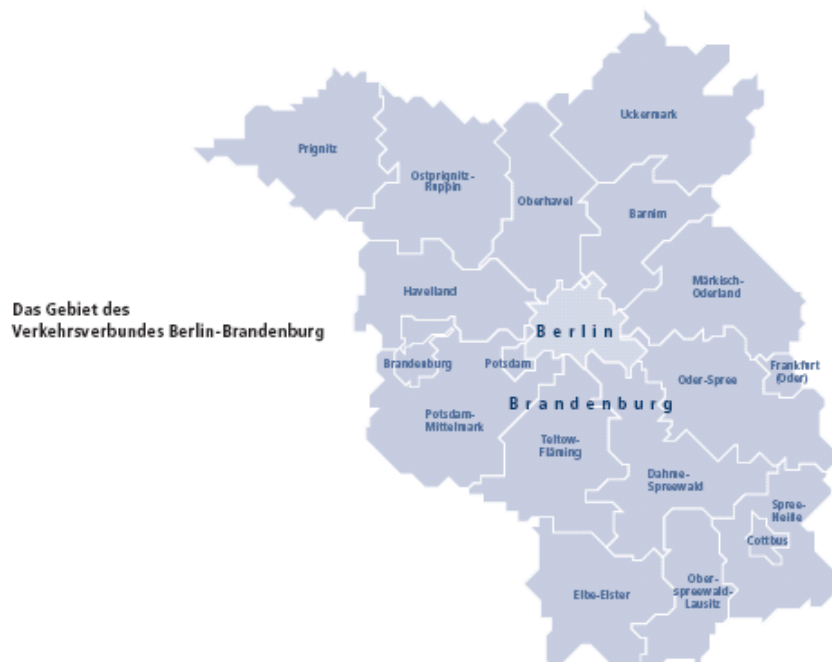 Uckermark
Prignitz
Ostprignitz-
Ruppin
Oberhavel
Barnim
Havelland
Märkisch-
Oderland
Das Gebiet des
Verkehrsverbundes Berlin-Brandenburg
Berlin
Brandenburg
Potsdam
Oder-Spree
Frankfurt
(Oder)
Brandenburg
Potsdam-
Mittelmark
Teltow-
Fläming
Dahme-
Spreewald
Spree-
Neiße
Cottbus
Elbe-Elster
Ober-
spreewald-
Lausitz